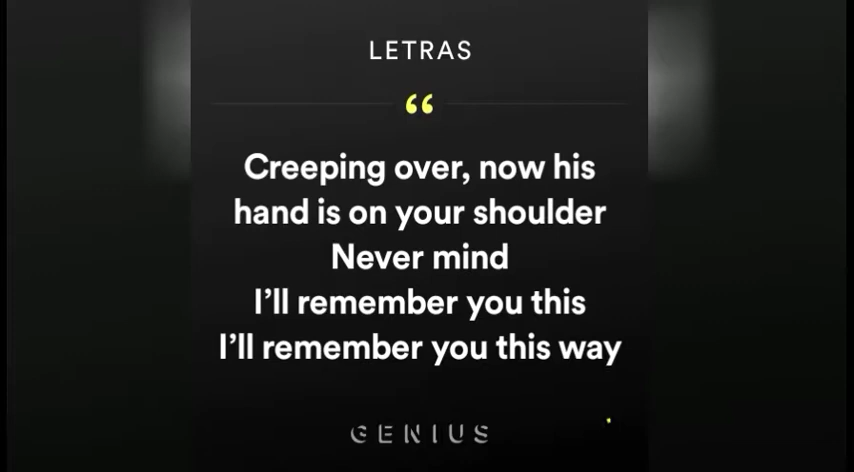 LETRAS
“
Creeping over, now his
hand is on your shoulder
Never mind
I’ll remember you this
I’ll remember you this way
GENIUS